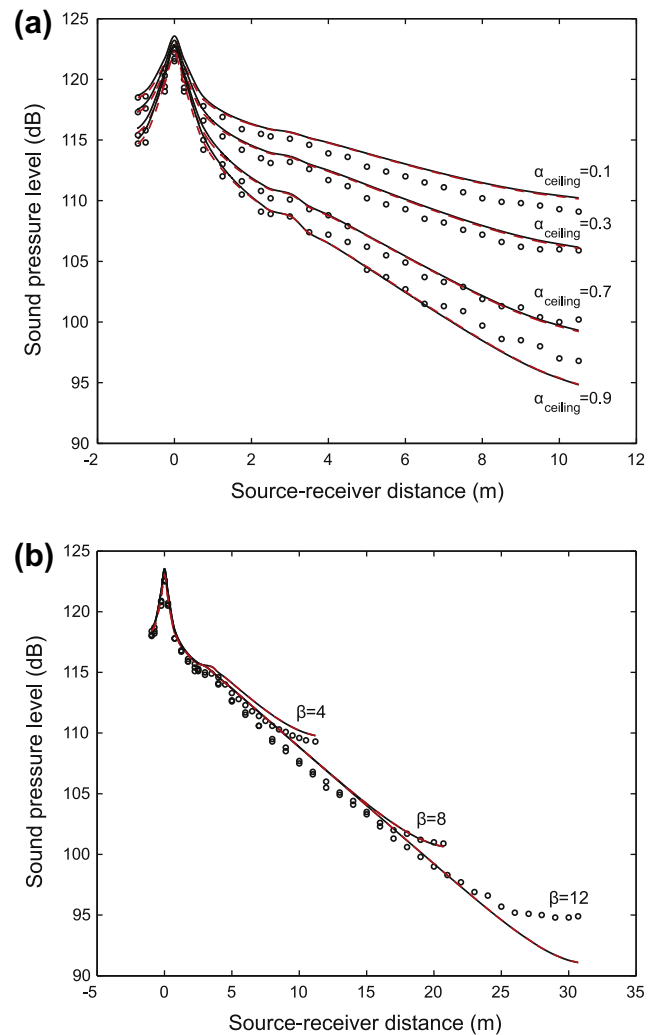 (a)
125
120
115
110
105
100
95
90
Sound pressure level (dB)
α_ceiling=0.1
α_ceiling=0.3
α_ceiling=0.7
α_ceiling=0.9
-2 0 2 4 6 8 10 12
Source-receiver distance (m)
(b)
125
120
115
110
105
100
95
90
Sound pressure level (dB)
β=4
β=8
β=12
-5 0 5 10 15 20 25 30 35
Source-receiver distance (m)